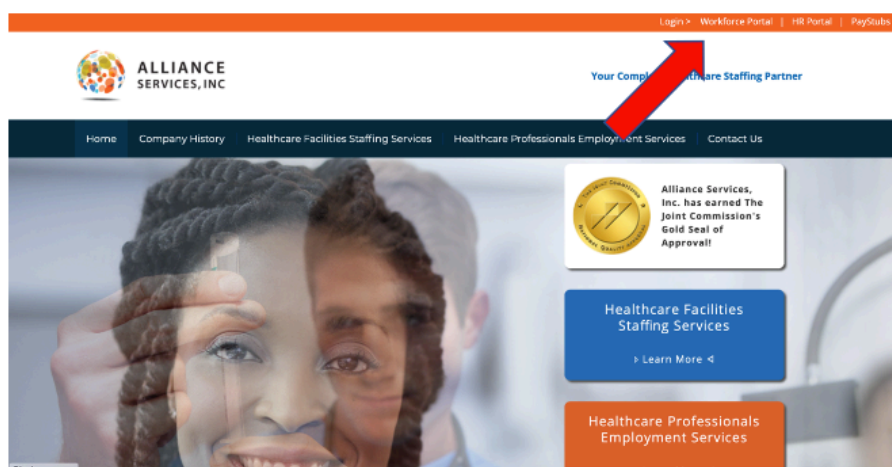 Login > Workforce Portal | HR Portal | PayStubs
ALLIANCE
SERVICES, INC
Your Care Staffing Partner
Home Company History Healthcare Facilities Staffing Services Healthcare Professionals Employment Services Contact Us
Alliance Services,
Inc. has earned The
Joint Commission's
Gold Seal of
Approval!
Healthcare Facilities
Staffing Services
▹ Learn More ◃
Healthcare Professionals
Employment Services